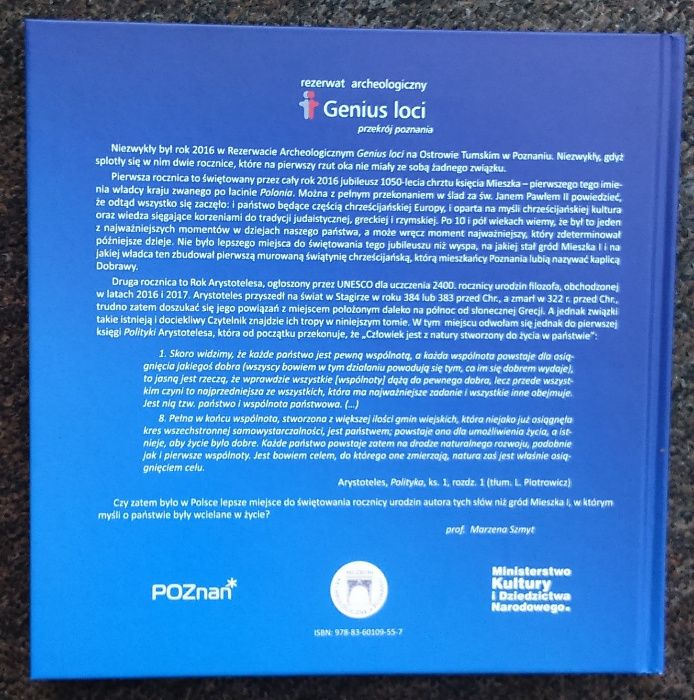 rezerwat archeologiczny
Genius loci
przekrój poznania
Niezwykły był rok 2016 w Rezerwacie Archeologicznym Genius loci na Ostrowie Tumskim w Poznaniu. Niezwykły, gdyż
splotły się w nim dwie rocznice, które na pierwszy rzut oka nie miały ze sobą żadnego związku.
Pierwsza rocznica to świętowany przez cały rok 2016 jubileusz 1050-lecia chrztu księcia Mieszka – pierwszego tego imie-
nia władcy kraju zwanego po łacinie Polonia. Można z pełnym przekonaniem w ślad za św. Janem Pawłem II powiedzieć,
że odtąd wszystko się zaczęło: i państwo będące częścią chrześcijańskiej Europy, i oparta na myśli chrześcijańskiej kultura
oraz wiedza sięgające korzeniami do tradycji judaistycznej, greckiej i rzymskiej. Po 10 i pół wiekach wiemy, że był to jeden
z najważniejszych momentów w dziejach naszego państwa, a może wręcz moment najważniejszy, który zdeterminował
późniejsze dzieje. Nie było lepszego miejsca do świętowania tego jubileuszu niż wyspa, na jakiej stał gród Mieszka I i na
jakiej władca ten zbudował pierwszą murowaną świątynię chrześcijańską, którą mieszkańcy Poznania lubią nazywać kaplicą
Dobrawy.
Druga rocznica to Rok Arystotelesa, ogłoszony przez UNESCO dla uczczenia 2400. rocznicy urodzin filozofa, obchodzonej
w latach 2016 i 2017. Arystoteles przyszedł na świat w Stagirze w roku 384 lub 383 przed Chr., a zmarł w 322 r. przed Chr.,
trudno zatem doszukać się jego powiązań z miejscem położonym daleko na północ od słonecznej Grecji. A jednak związki
takie istnieją i dociekliwy Czytelnik znajdzie ich tropy w niniejszym tomie. W tym miejscu odwołam się jednak do pierwszej
księgi Polityki Arystotelesa, która od początku przekonuje, że „Człowiek jest z natury stworzony do życia w państwie":
1. Skoro widzimy, że każde państwo jest pewną wspólnotą, a każda wspólnota powstaje dla osią-
gnięcia jakiegoś dobra (wszyscy bowiem w tym działaniu powodują się tym, co im się dobrem wydaje),
to jasną jest rzeczą, że wprawdzie wszystkie [wspólnoty] dążą do pewnego dobra, lecz przede wszyst-
kim czyni to najprzedniejsza ze wszystkich, która ma najważniejsze zadanie i wszystkie inne obejmuje.
Jest nią tzw. państwo i wspólnota państwowa. (...)
8. Pełna w końcu wspólnota, stworzona z większej ilości gmin wiejskich, która niejako już osiągnęła
kres wszechstronnej samowystarczalności, jest państwem; powstaje ono dla umożliwienia życia, a ist-
nieje, aby życie było dobre. Każde państwo powstaje zatem na drodze naturalnego rozwoju, podobnie
jak i pierwsze wspólnoty. Jest bowiem celem, do którego one zmierzają, natura zaś jest właśnie osią-
gnięciem celu.
Arystoteles, Polityka, ks. 1, rozdz. 1 (tłum. L. Piotrowicz)
Czy zatem było w Polsce lepsze miejsce do świętowania rocznicy urodzin autora tych słów niż gród Mieszka I, w którym
myśli o państwie były wcielane w życie?
prof. Marzena Szmyt
POZnan*
Ministerstwo
Kultury
i Dziedzictwa
Narodowego.
ISBN: 978-83-60109-55-7